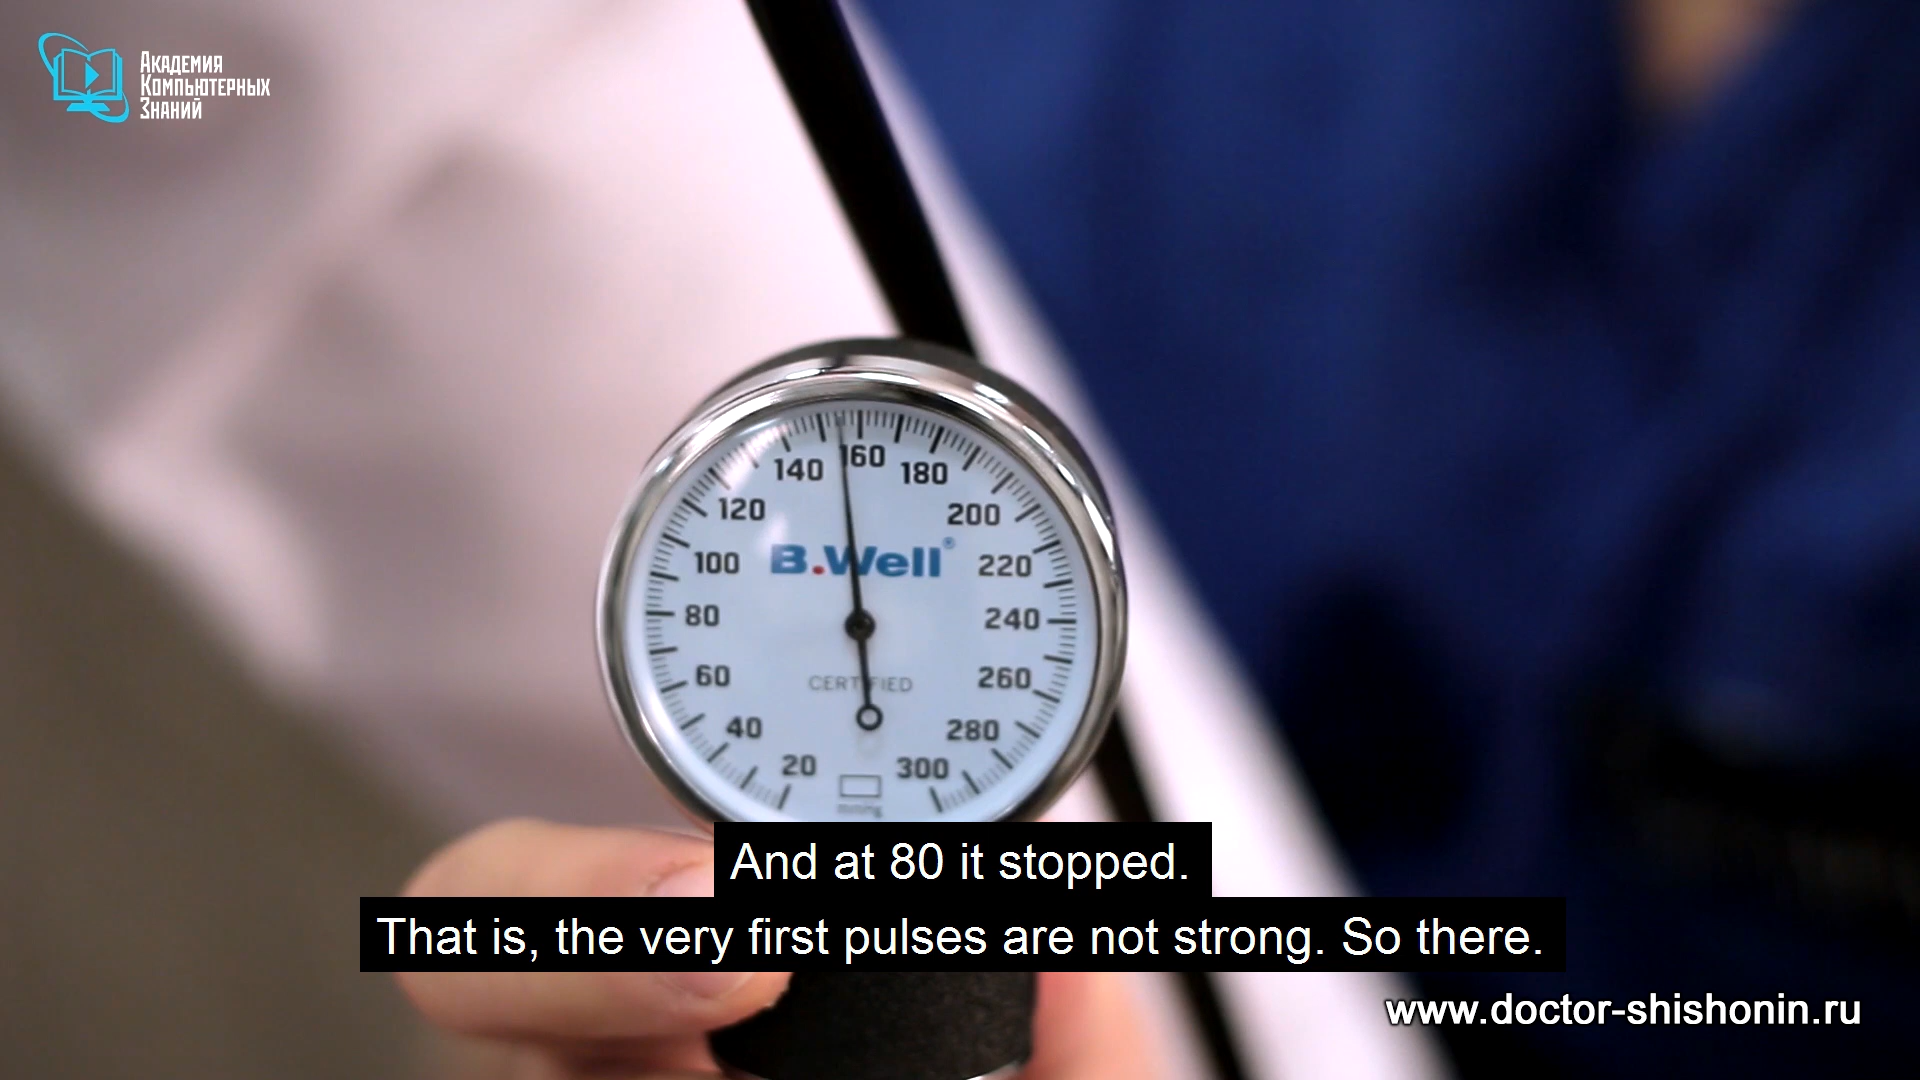 Академия
Компьютерных
Знаний
160
140
180
120
200
100
B.Well®
220
80
240
60
CERTIFIED
260
40
280
20
300
mmHg
And at 80 it stopped.
That is, the very first pulses are not strong. So there.
www.doctor-shishonin.ru